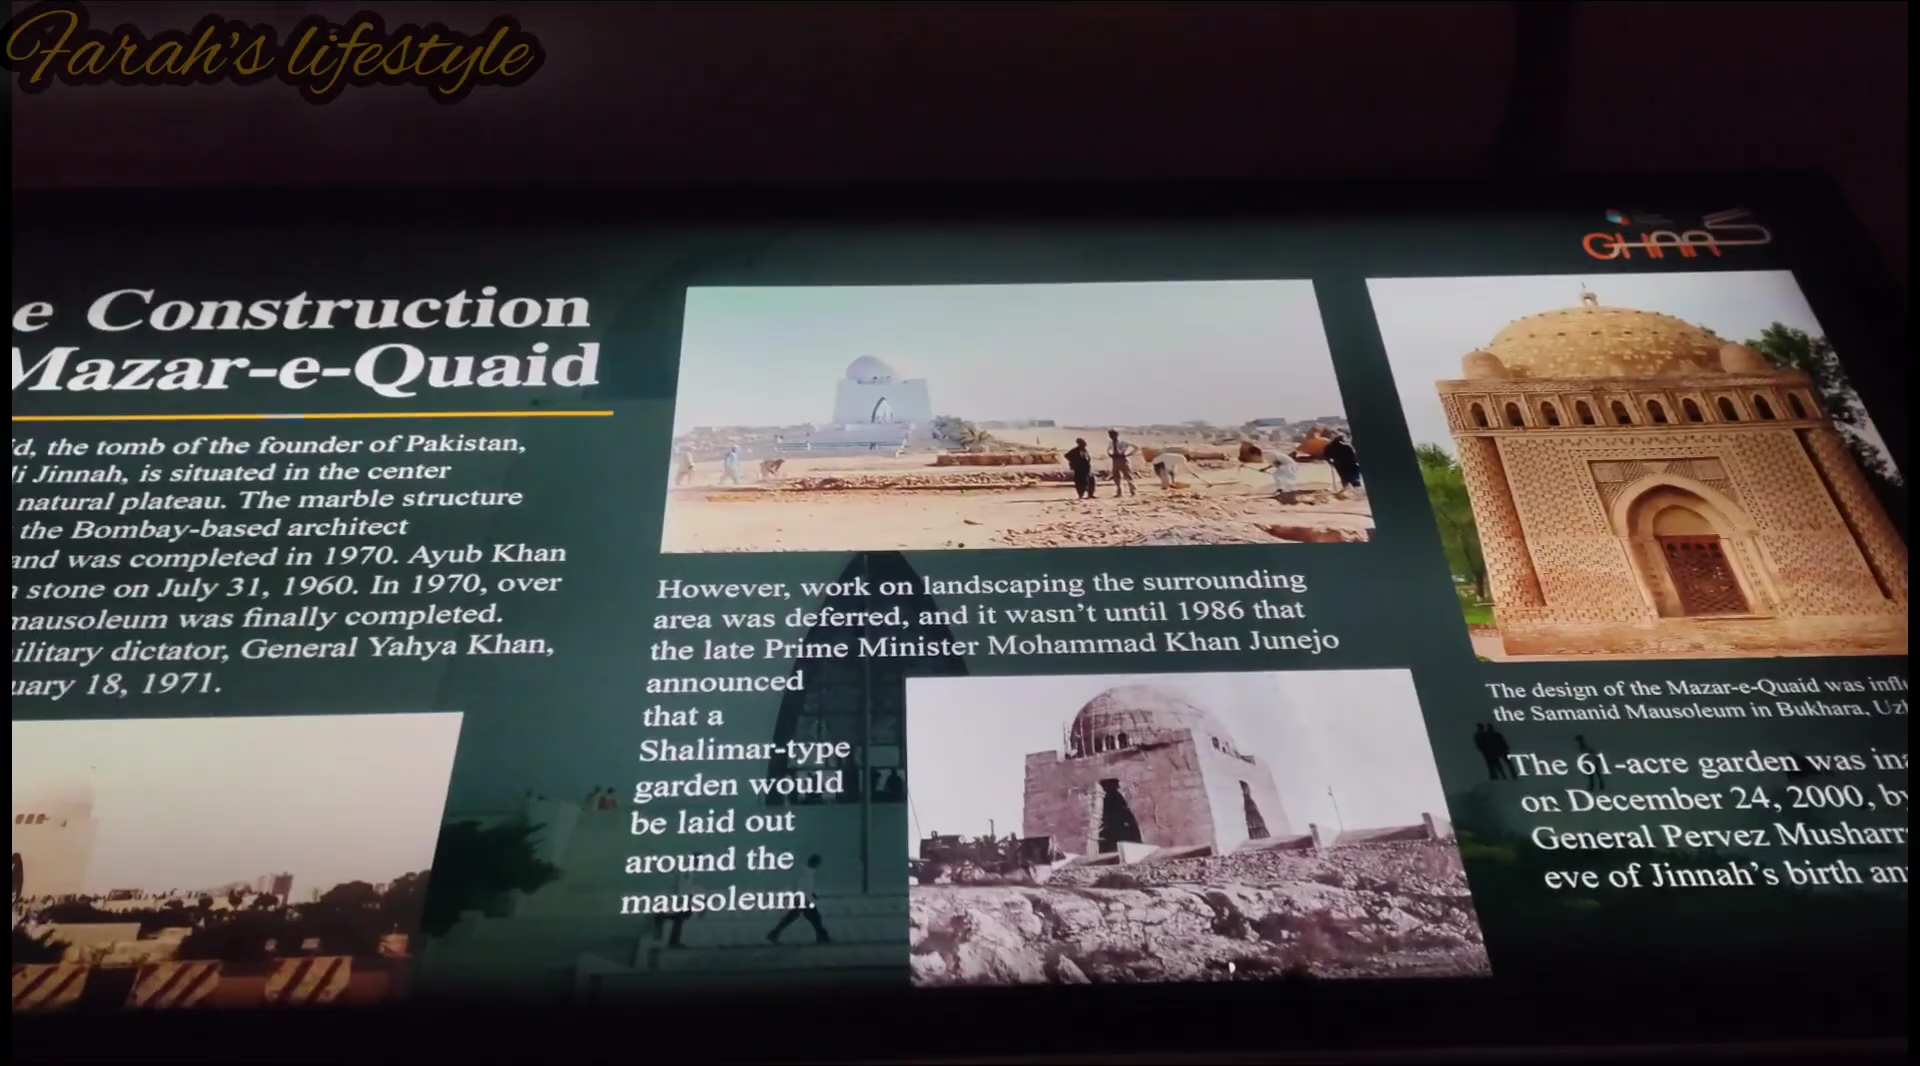 Farah's lifestyle
GHAR
e Construction
Mazar-e-Quaid
id, the tomb of the founder of Pakistan,
li Jinnah, is situated in the center
natural plateau. The marble structure
the Bombay-based architect
and was completed in 1970. Ayub Khan
n stone on July 31, 1960. In 1970, over
mausoleum was finally completed.
ilitary dictator, General Yahya Khan,
uary 18, 1971.
However, work on landscaping the surrounding
area was deferred, and it wasn't until 1986 that
the late Prime Minister Mohammad Khan Junejo
announced
that a
Shalimar-type
garden would
be laid out
around the
mausoleum.
The design of the Mazar-e-Quaid was infl
the Samanid Mausoleum in Bukhara, Uz
The 61-acre garden was in
on December 24, 2000, by
General Pervez Musharr
eve of Jinnah's birth an